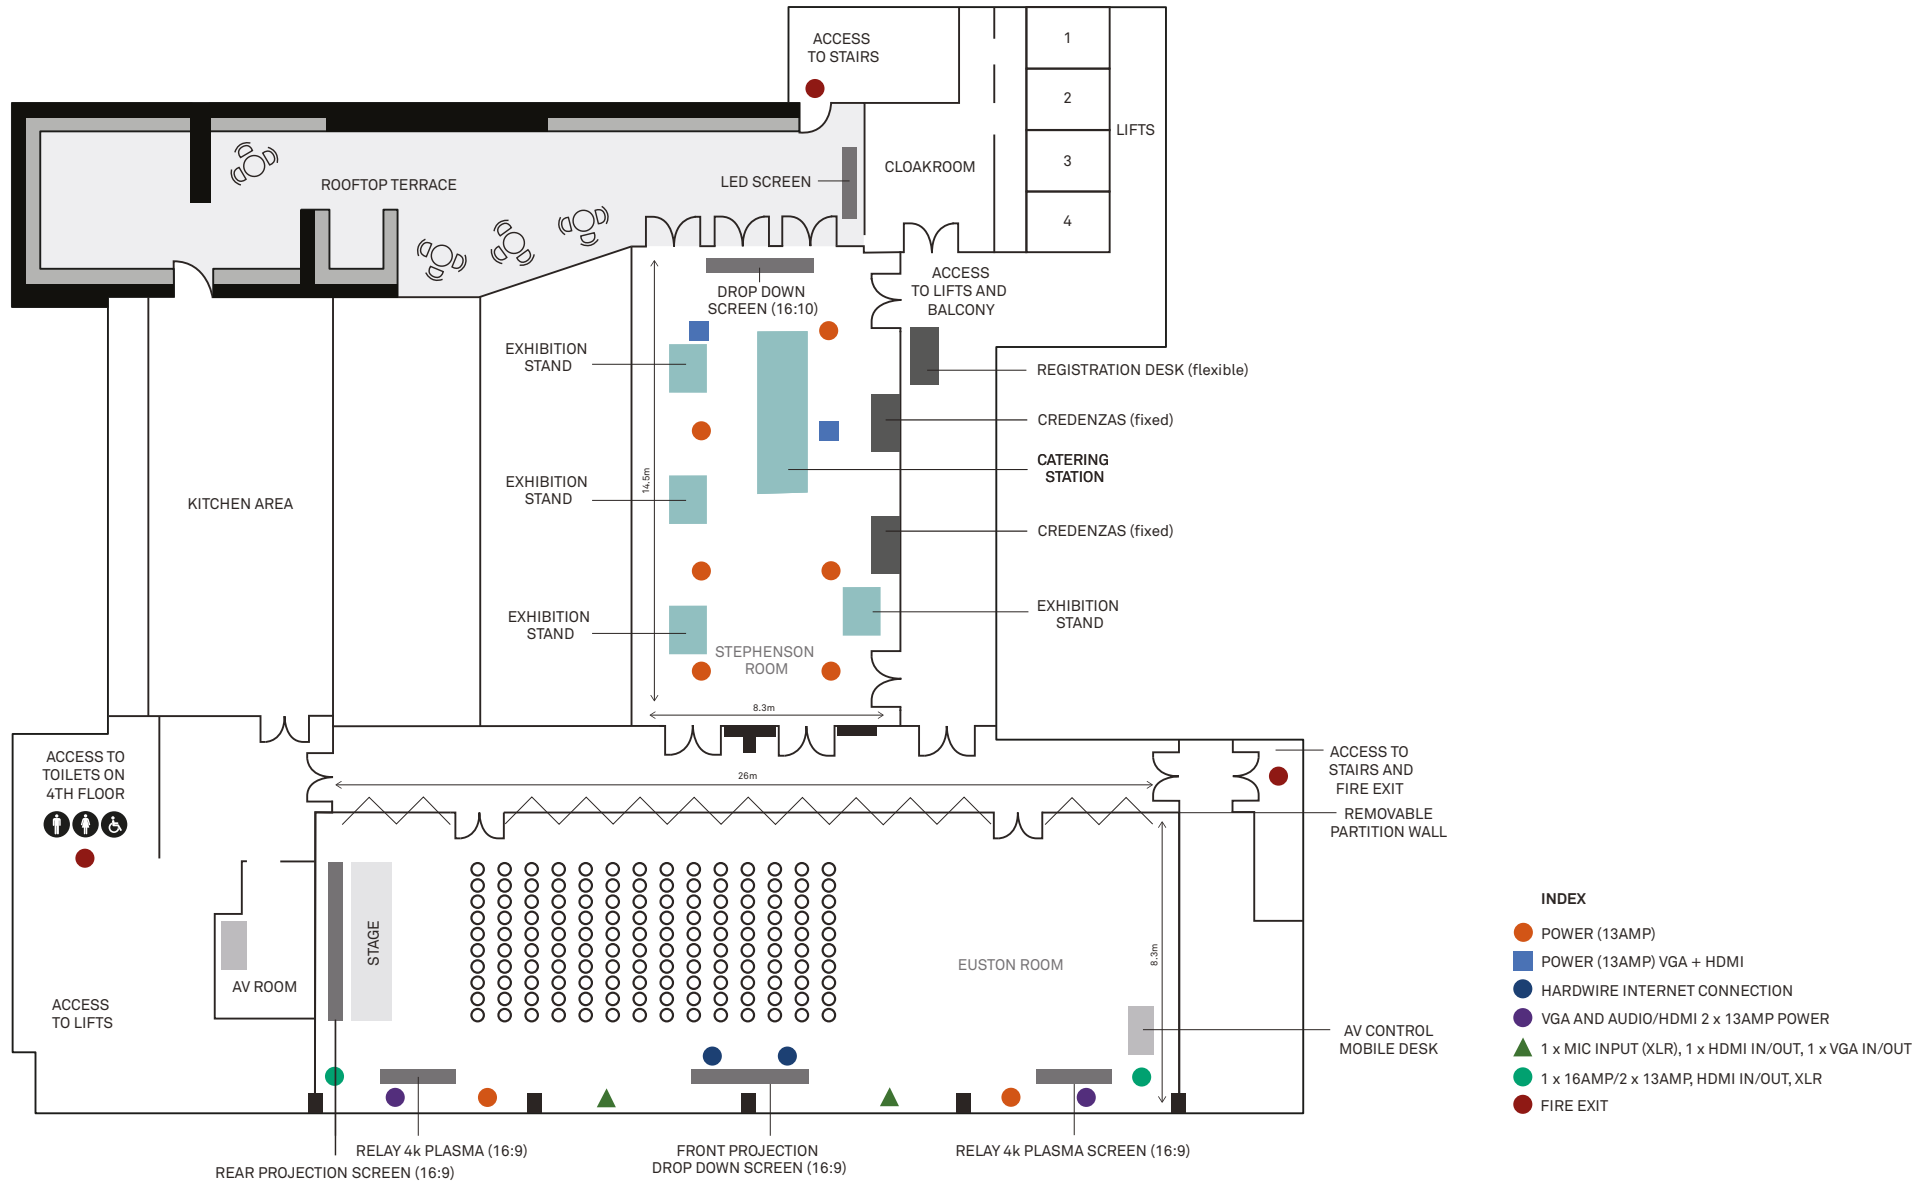 ACCESS
TO STAIRS
1
2
3
4
LIFTS
CLOAKROOM
LED SCREEN
ROOFTOP TERRACE
ACCESS
TO LIFTS AND
BALCONY
DROP DOWN
SCREEN (16:10)
EXHIBITION
STAND
REGISTRATION DESK (flexible)
CREDENZAS (fixed)
CATERING
STATION
14.5m
EXHIBITION
STAND
KITCHEN AREA
CREDENZAS (fixed)
EXHIBITION
STAND
EXHIBITION
STAND
STEPHENSON
ROOM
8.3m
ACCESS TO
TOILETS ON
4TH FLOOR
26m
ACCESS TO
STAIRS AND
FIRE EXIT
REMOVABLE
PARTITION WALL
STAGE
EUSTON ROOM
8.3m
AV ROOM
ACCESS
TO LIFTS
AV CONTROL
MOBILE DESK
RELAY 4k PLASMA (16:9)
REAR PROJECTION SCREEN (16:9)
FRONT PROJECTION
DROP DOWN SCREEN (16:9)
RELAY 4k PLASMA SCREEN (16:9)
INDEX
POWER (13AMP)
POWER (13AMP) VGA + HDMI
HARDWIRE INTERNET CONNECTION
VGA AND AUDIO/HDMI 2 x 13AMP POWER
1 x MIC INPUT (XLR), 1 x HDMI IN/OUT, 1 x VGA IN/OUT
1 x 16AMP/2 x 13AMP, HDMI IN/OUT, XLR
FIRE EXIT